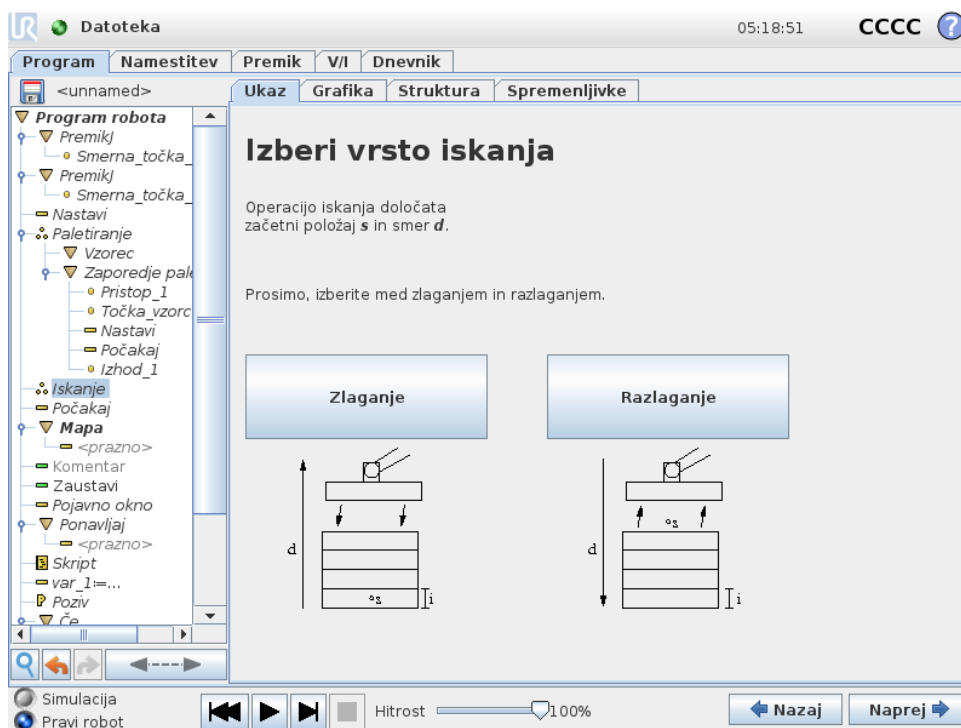 UR Datoteka 05:18:51 CCCC ?
Program Namestitev Premik V/I Dnevnik
<unnamed>
Ukaz Grafika Struktura Spremenljivke
Program robota
PremikJ
Smerna_točka_
PremikJ
Smerna_točka_
Nastavi
Paletiranje
Vzorec
Zaporedje pale
Pristop_1
Točka_vzorc
Nastavi
Počakaj
Izhod_1
Iskanje
Počakaj
Mapa
<prazno>
Komentar
Zaustavi
Pojavno okno
Ponavljaj
<prazno>
Skript
var_1:=...
P Poziv
Če
Izberi vrsto iskanja
Operacijo iskanja določata
začetni položaj s in smer d.
Prosimo, izberite med zlaganjem in razlaganjem.
Zlaganje
Razlaganje
d
s
i
d
s
i
Simulacija
Pravi robot
Hitrost 100%
Nazaj
Naprej